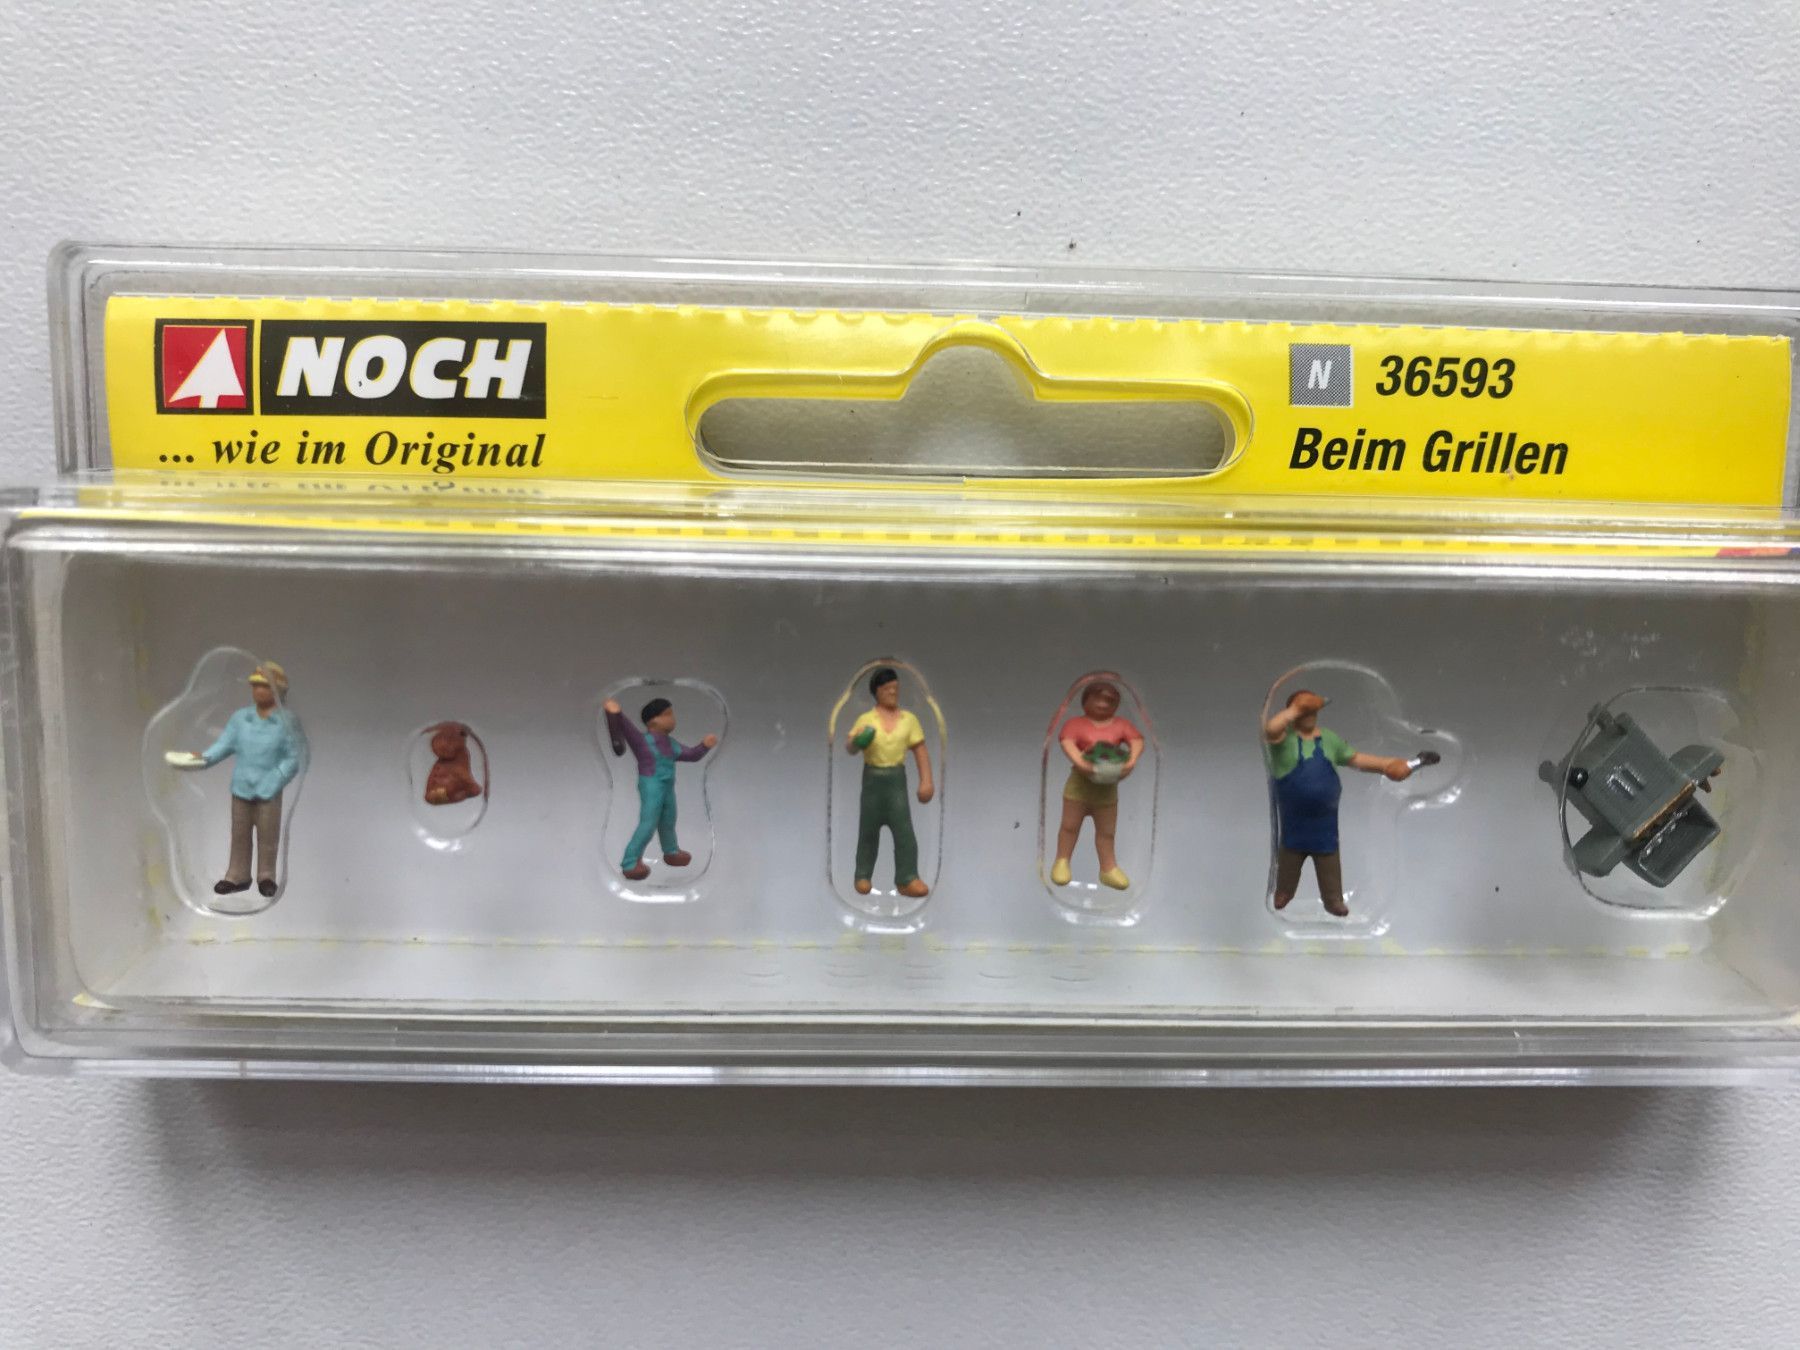 NOCH
... wie im Original
N 36593
Beim Grillen